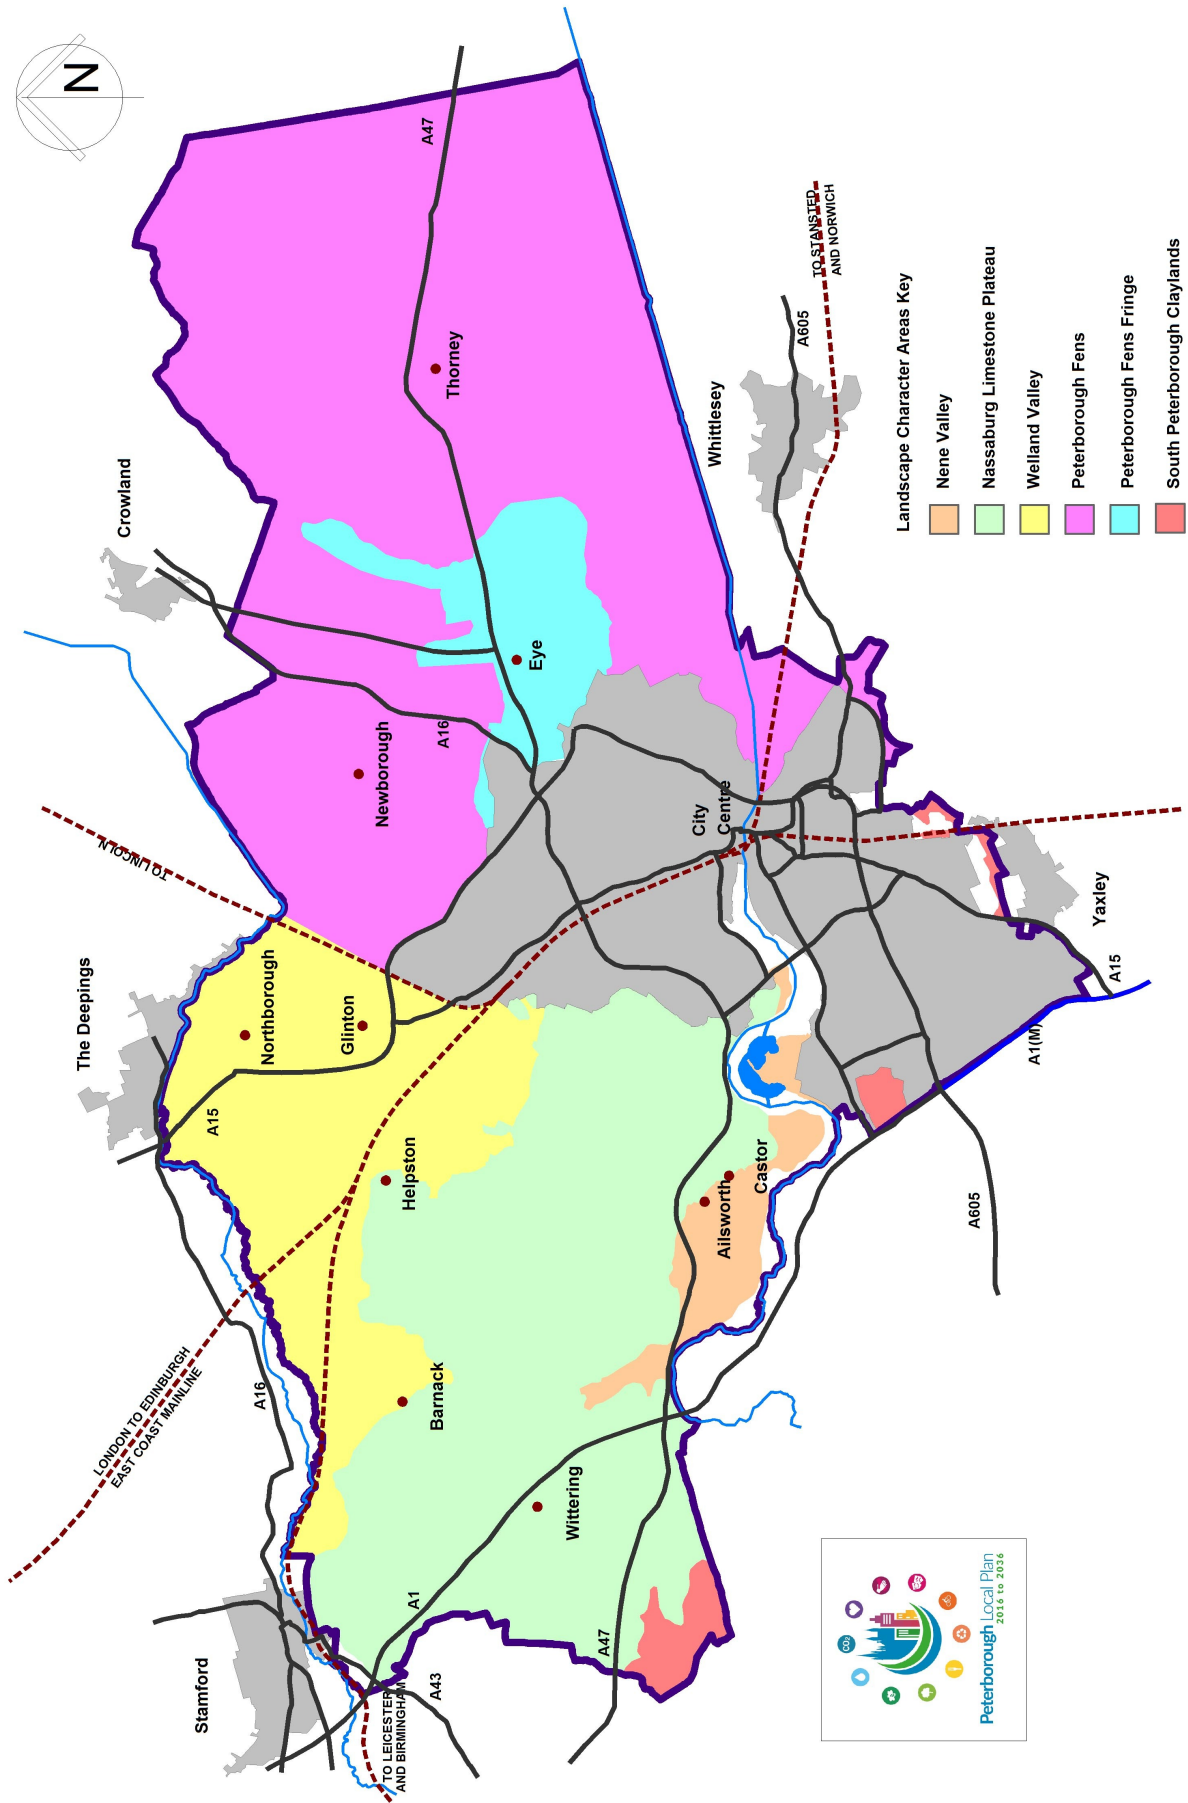 N
Stamford
The Deepings
Crowland
LONDON TO EDINBURGH
EAST COAST MAINLINE
TO LINCOLN
A16
A15
A16
A47
Northborough
Glinton
Newborough
Thorney
Eye
Helpston
Barnack
Wittering
A1
A43
A47
TO LEICESTER
AND BIRMINGHAM
Ailsworth
Castor
City
Centre
Whittlesey
A605
TO STANSTED
AND NORWICH
A605
A1(M)
A15
Yaxley
Landscape Character Areas Key
Nene Valley
Nassaburg Limestone Plateau
Welland Valley
Peterborough Fens
Peterborough Fens Fringe
South Peterborough Claylands
CO2
Peterborough Local Plan
2016 to 2036